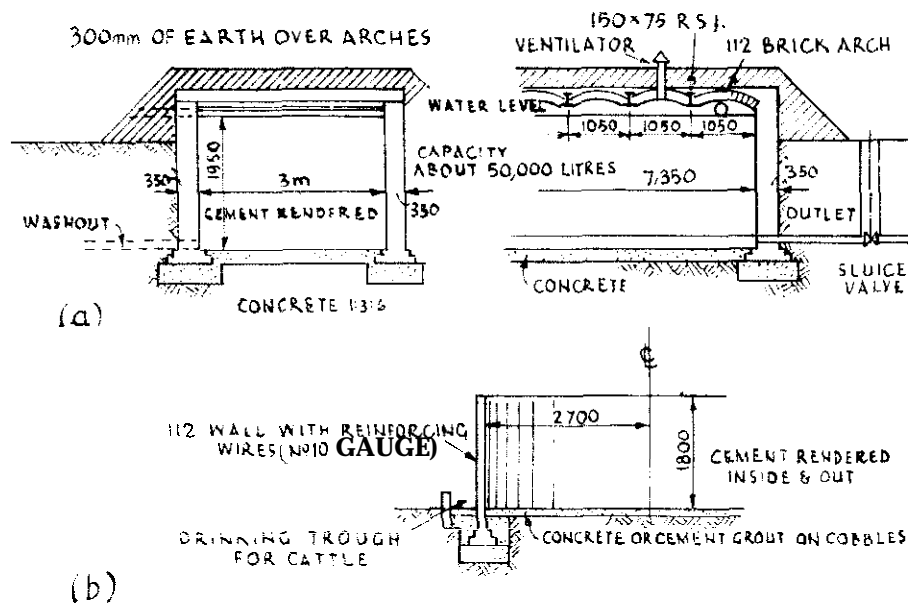 300mm OF EARTH OVER ARCHES
150 × 75 R S J.
VENTILATOR
112 BRICK ARCH
WATER LEVEL
1050 1050 1050
1950
CAPACITY
ABOUT 50,000 LITRES
350
3m
7,350
350
CEMENT RENDERED
350
OUTLET
WASHOUT
CONCRETE
SLUICE
VALVE
CONCRETE 1:3:6
(a)
112 WALL WITH REINFORCING
WIRES (No10 GAUGE)
2700
1800
CEMENT RENDERED
INSIDE & OUT
DRINKING TROUGH
FOR CATTLE
CONCRETE OR CEMENT GROUT ON COBBLES
(b)